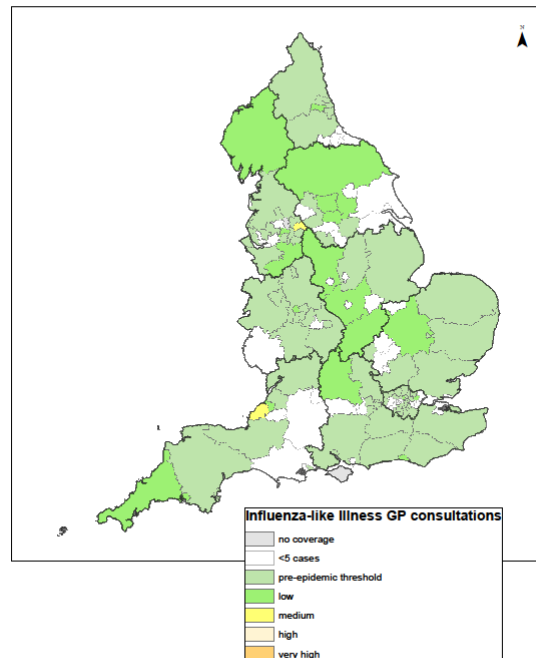 N
Influenza-like Illness GP consultations
no coverage
<5 cases
pre-epidemic threshold
low
medium
high
very high